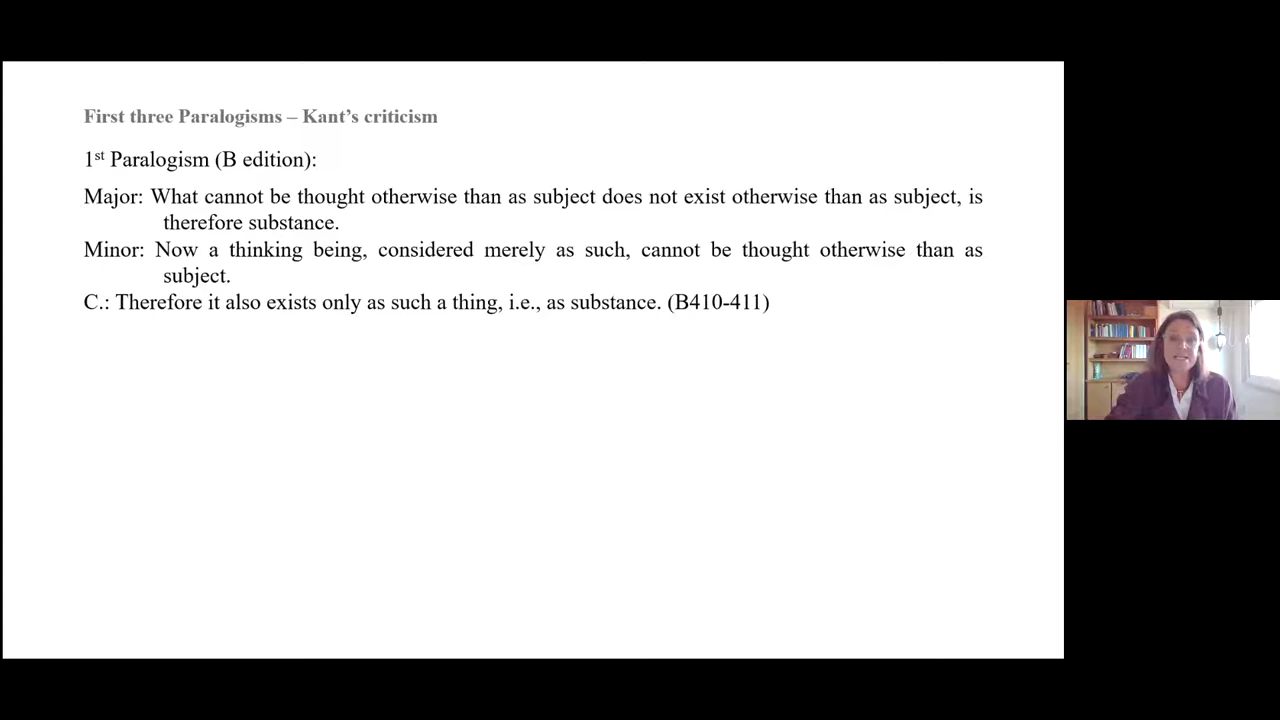 First three Paralogisms – Kant’s criticism
1st Paralogism (B edition):
Major: What cannot be thought otherwise than as subject does not exist otherwise than as subject, is
therefore substance.
Minor: Now a thinking being, considered merely as such, cannot be thought otherwise than as
subject.
C.: Therefore it also exists only as such a thing, i.e., as substance. (B410-411)